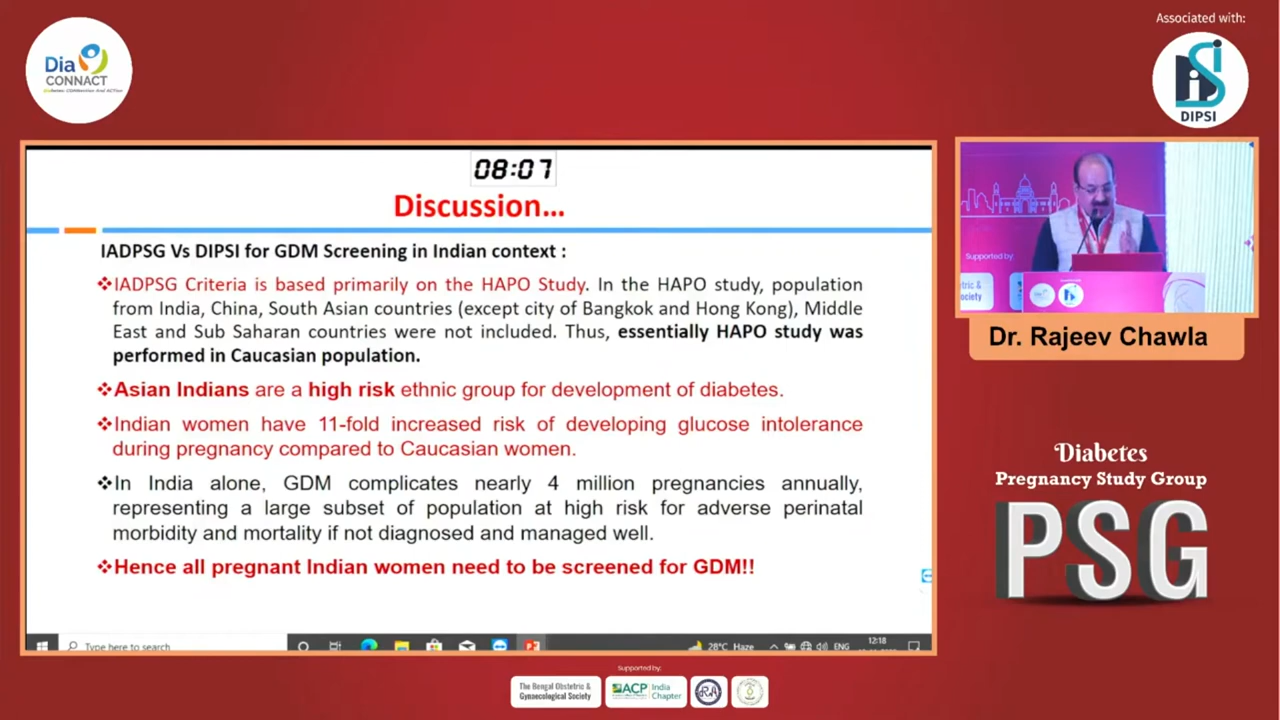 Associated with:
Dia
CONNACT
DIPSI
08:07
Discussion...
IADPSG Vs DIPSI for GDM Screening in Indian context :
❖IADPSG Criteria is based primarily on the HAPO Study. In the HAPO study, population
from India, China, South Asian countries (except city of Bangkok and Hong Kong), Middle
East and Sub Saharan countries were not included. Thus, essentially HAPO study was
performed in Caucasian population.
❖Asian Indians are a high risk ethnic group for development of diabetes.
❖Indian women have 11-fold increased risk of developing glucose intolerance
during pregnancy compared to Caucasian women.
❖In India alone, GDM complicates nearly 4 million pregnancies annually,
representing a large subset of population at high risk for adverse perinatal
morbidity and mortality if not diagnosed and managed well.
❖Hence all pregnant Indian women need to be screened for GDM!!
Type here to search
28°C Haze
ENG
12:18
Supported by:
Society
Dr. Rajeev Chawla
Diabetes
Pregnancy Study Group
PSG
Supported by:
The Bengal Obstetric &
Gynaecological Society
ACP
India
Chapter